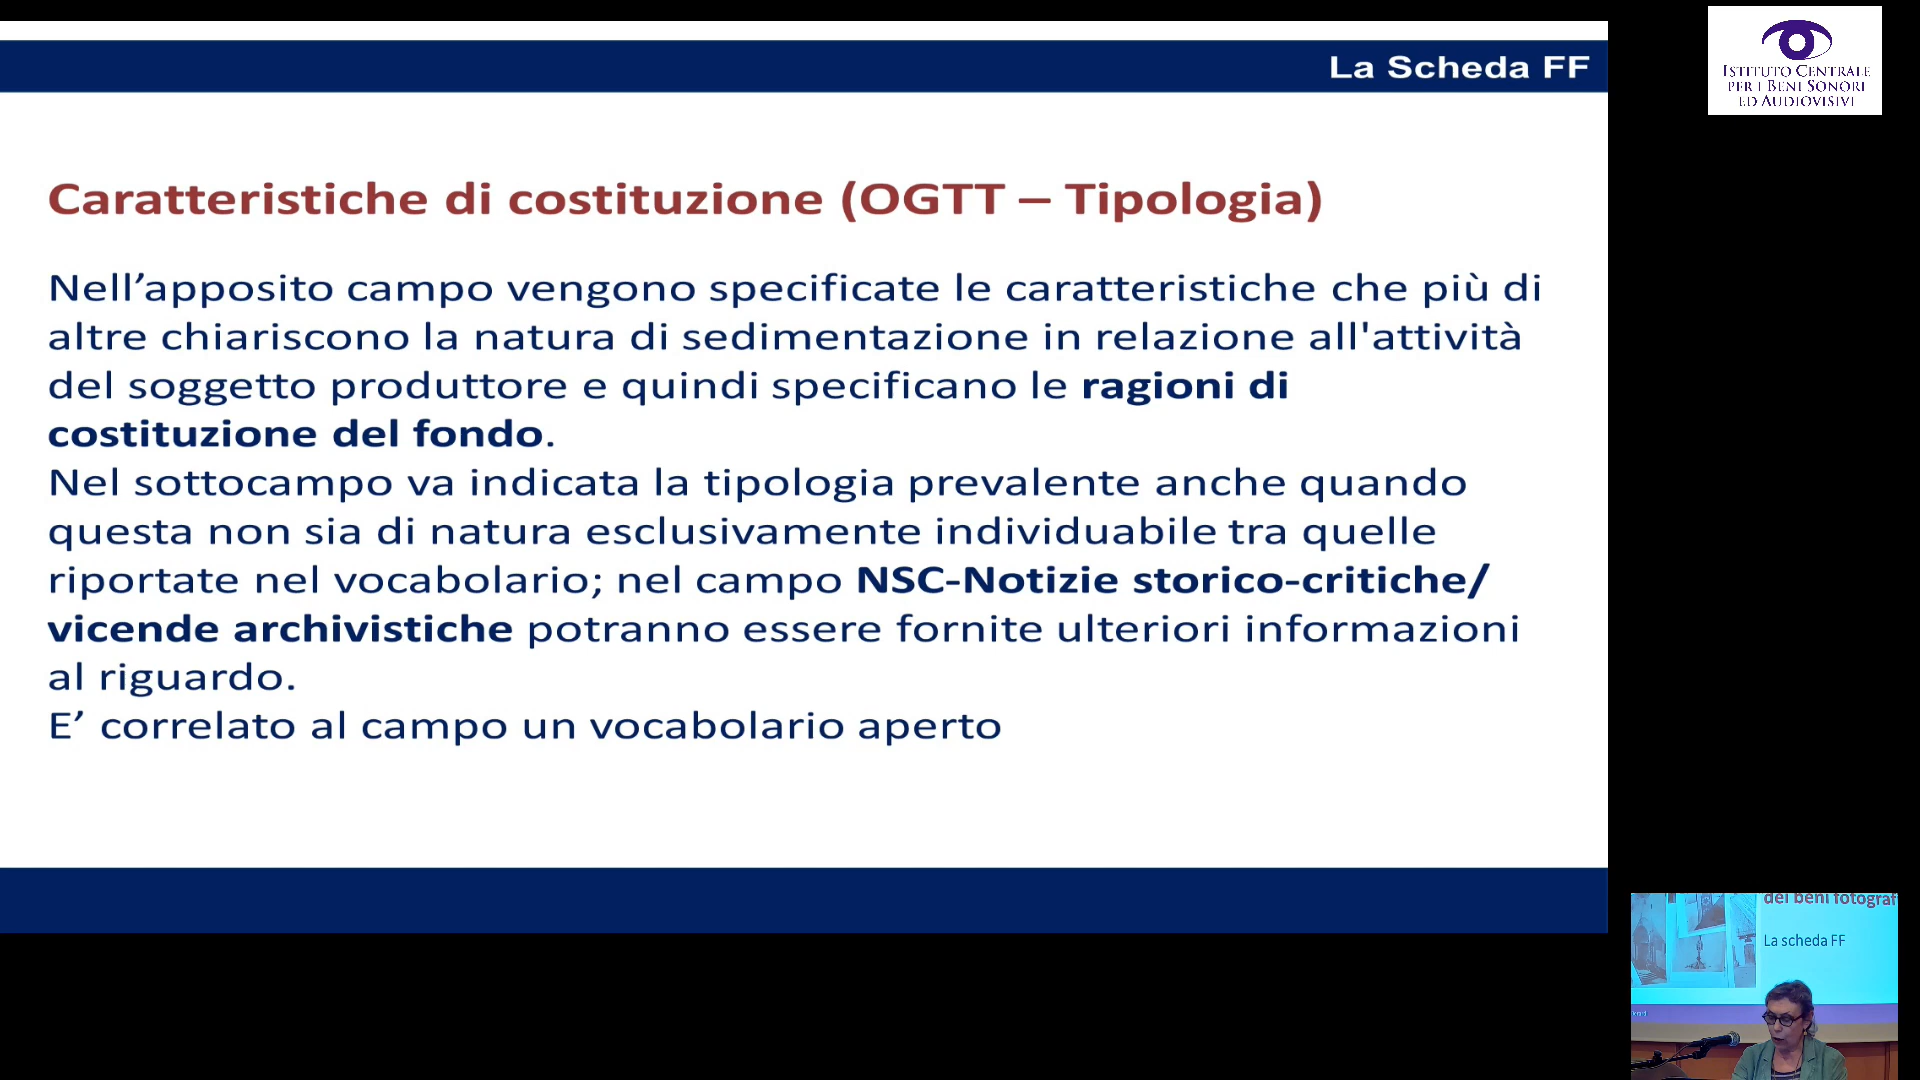 La Scheda FF
ISTITUTO CENTRALE
PER I BENI SONORI
ED AUDIOVISIVI
Caratteristiche di costituzione (OGTT – Tipologia)
Nell’apposito campo vengono specificate le caratteristiche che più di
altre chiariscono la natura di sedimentazione in relazione all'attività
del soggetto produttore e quindi specificano le ragioni di
costituzione del fondo.
Nel sottocampo va indicata la tipologia prevalente anche quando
questa non sia di natura esclusivamente individuabile tra quelle
riportate nel vocabolario; nel campo NSC-Notizie storico-critiche/
vicende archivistiche potranno essere fornite ulteriori informazioni
al riguardo.
E’ correlato al campo un vocabolario aperto
dei beni fotograf
La scheda FF